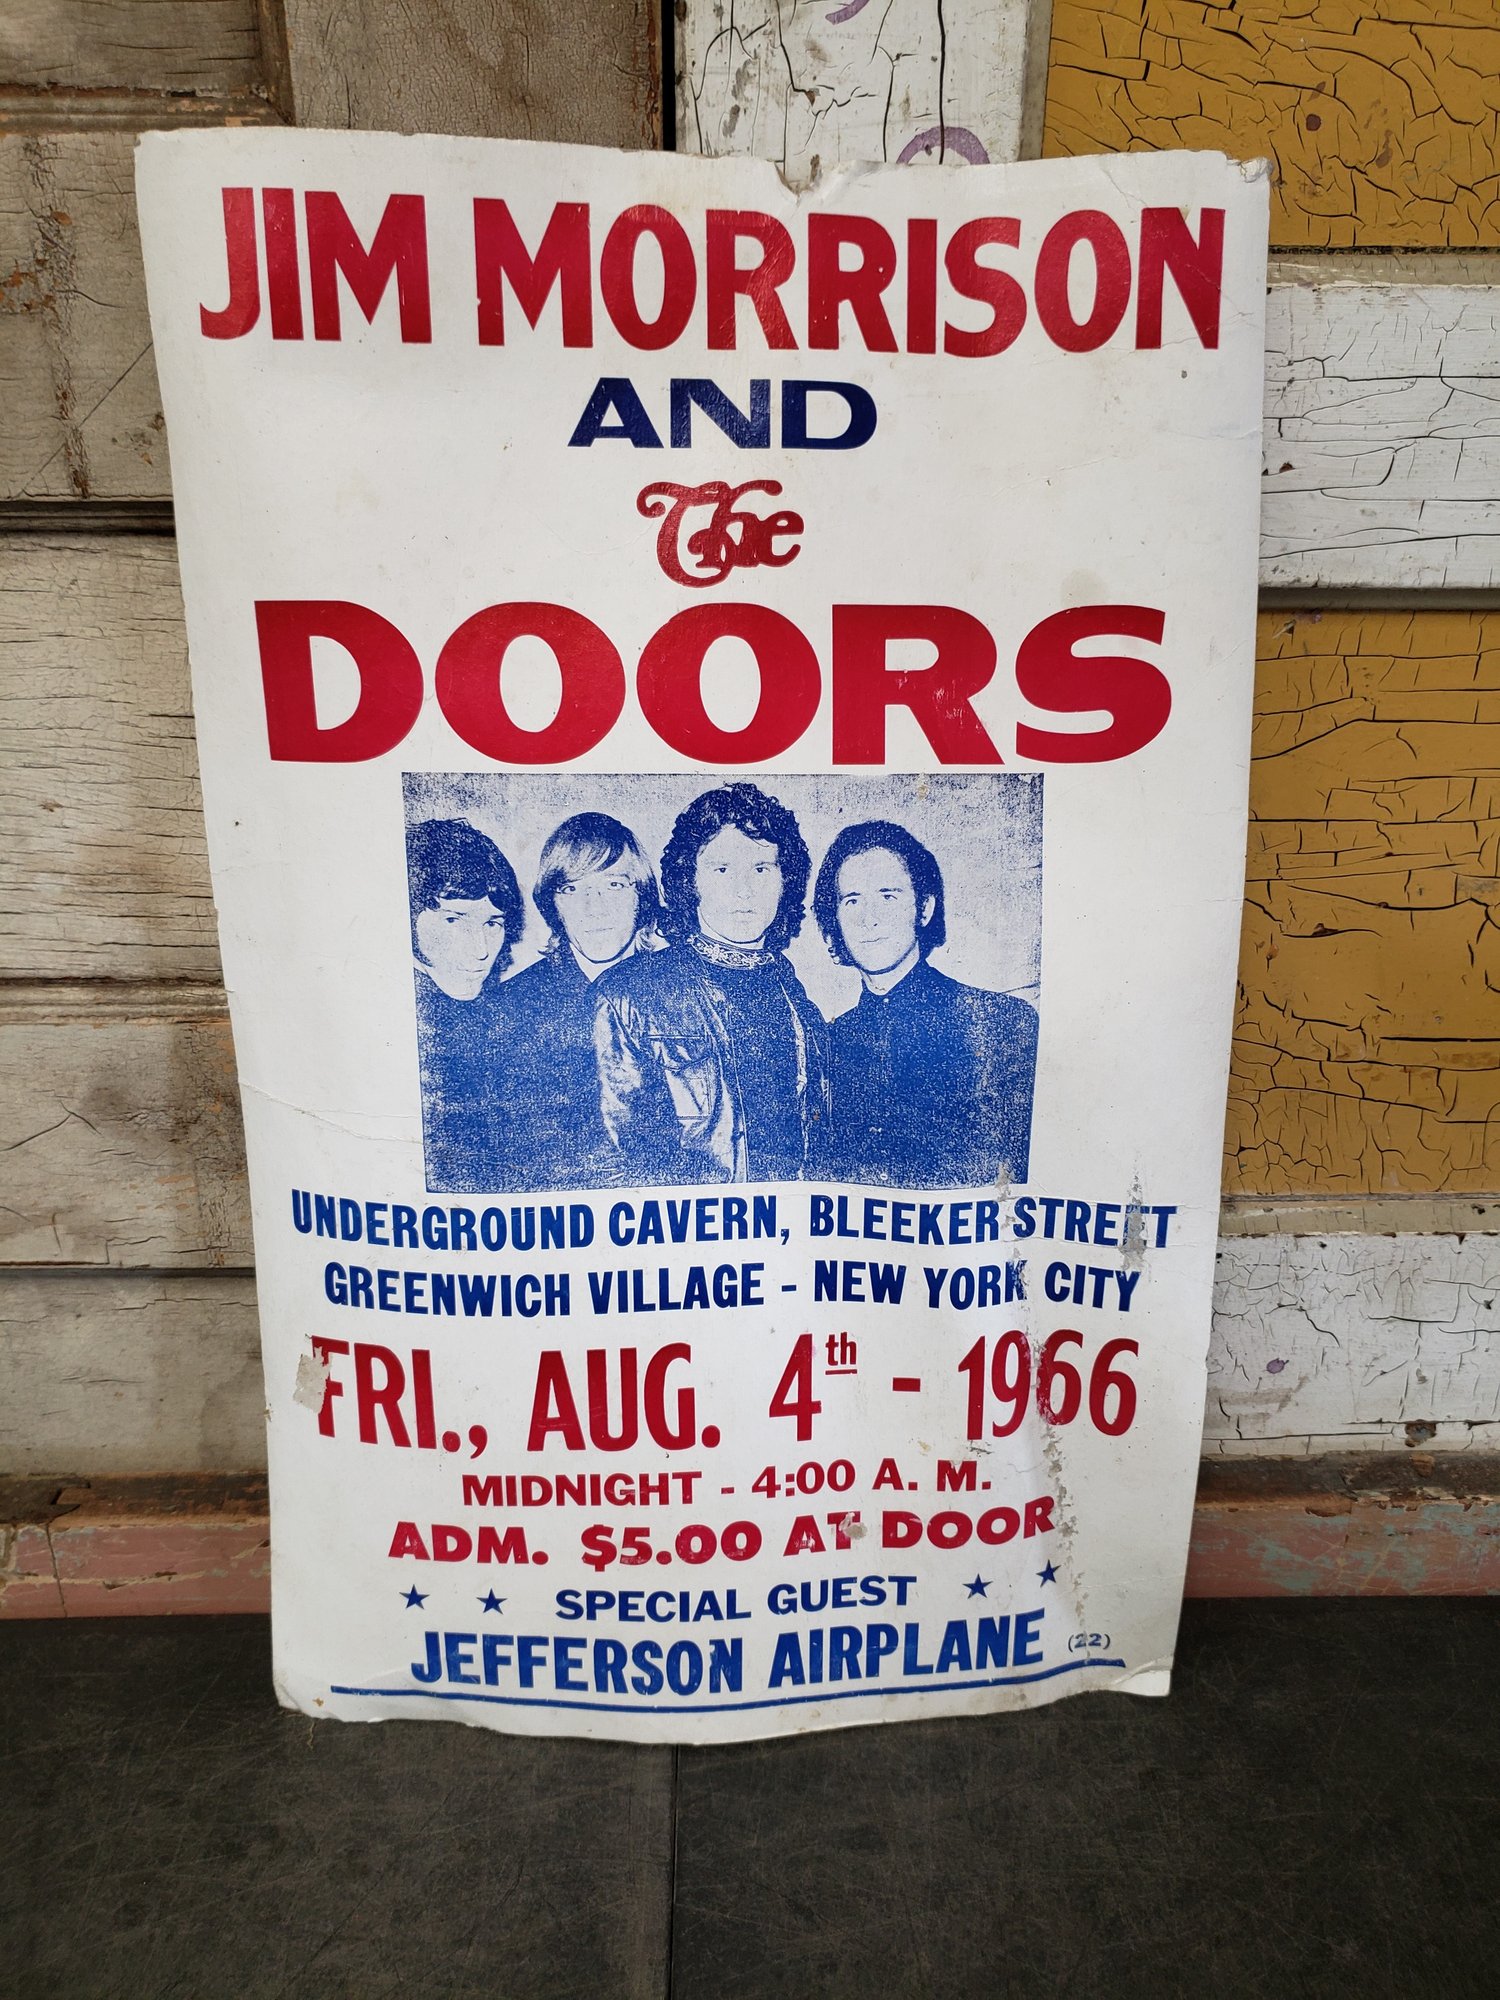 JIM MORRISON
AND
The
DOORS
UNDERGROUND CAVERN, BLEEKER STREET
GREENWICH VILLAGE - NEW YORK CITY
FRI., AUG. 4th - 1966
MIDNIGHT - 4:00 A. M.
ADM. $5.00 AT DOOR
★ ★ SPECIAL GUEST ★ ★
JEFFERSON AIRPLANE (22)